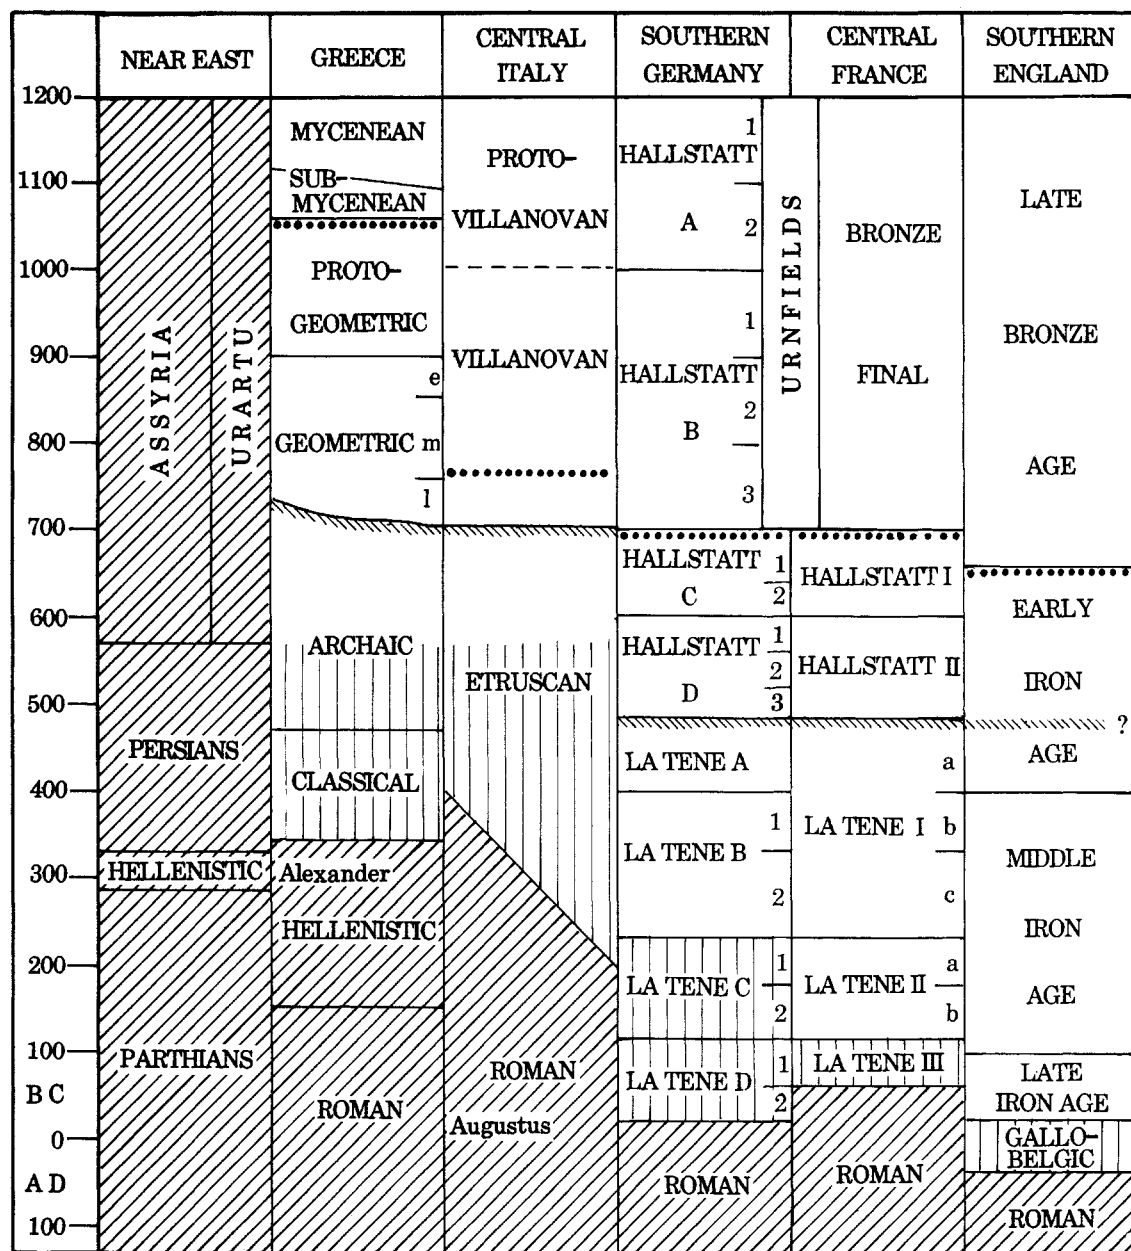 NEAR EAST
GREECE
CENTRAL
ITALY
SOUTHERN
GERMANY
CENTRAL
FRANCE
SOUTHERN
ENGLAND
1200
1100
1000
900
800
700
600
500
400
300
200
100
BC
0
AD
100
ASSYRIA
URARTU
PERSIANS
HELLENISTIC
PARTHIANS
MYCENEAN
SUB-
MYCENEAN
PROTO-
GEOMETRIC
e
GEOMETRIC m
l
ARCHAIC
CLASSICAL
Alexander
HELLENISTIC
ROMAN
PROTO-
VILLANOVAN
VILLANOVAN
ETRUSCAN
ROMAN
Augustus
1
HALLSTATT
A 2
1
HALLSTATT
2
B
3
URNFIELDS
HALLSTATT 1
C 2
HALLSTATT 1
2
D 3
LA TENE A
1
LA TENE B
2
1
LA TENE C
2
1
LA TENE D
2
ROMAN
BRONZE
FINAL
HALLSTATT I
HALLSTATT II
a
LA TENE I b
c
a
LA TENE II
b
LA TENE III
ROMAN
LATE
BRONZE
AGE
EARLY
IRON
?
AGE
MIDDLE
IRON
AGE
LATE
IRON AGE
GALLO-
BELGIC
ROMAN